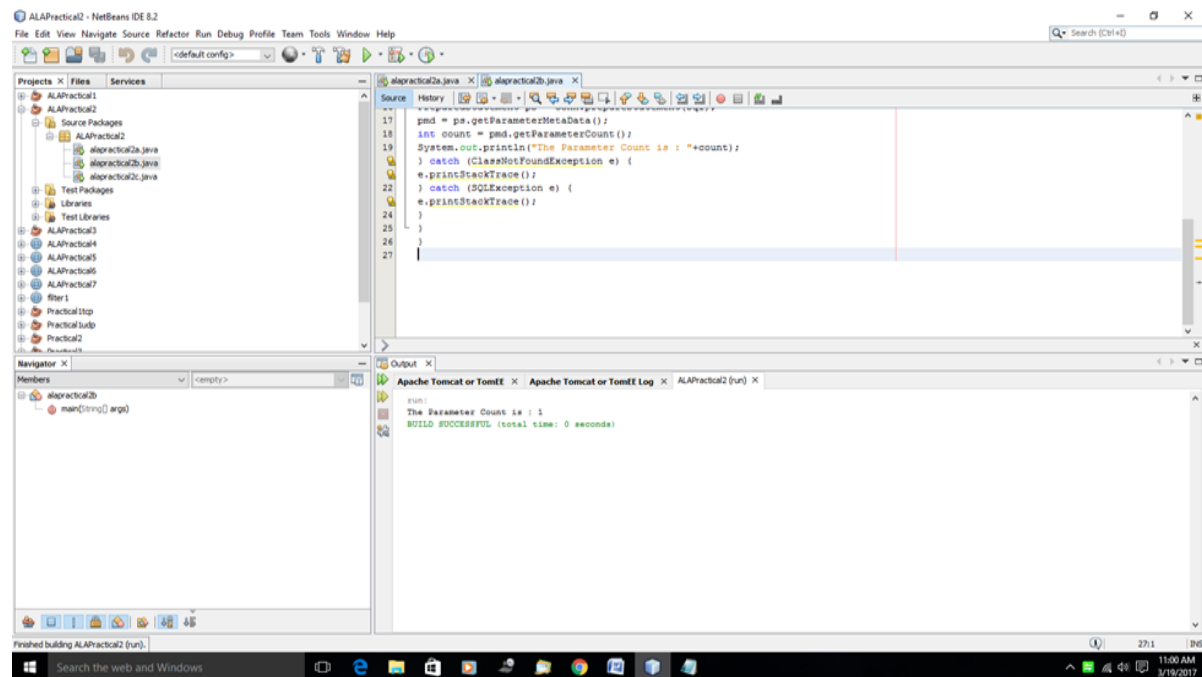 ALAPractical2 - NetBeans IDE 8.2
File Edit View Navigate Source Refactor Run Debug Profile Team Tools Window Help
Search (Ctrl+I)
<default config>
Projects Files Services
ALAPractical1
ALAPractical2
Source Packages
ALAPractical2
alapractical2a.java
alapractical2b.java
alapractical2c.java
Test Packages
Libraries
Test Libraries
ALAPractical3
ALAPractical4
ALAPractical5
ALAPractical6
ALAPractical7
filter1
Practical1tcp
Practical1udp
Practical2
alapractical2a.java alapractical2b.java
Source History
17 pmd = ps.getParameterMetaData();
18 int count = pmd.getParameterCount();
19 System.out.println("The Parameter Count is : "+count);
} catch (ClassNotFoundException e) {
e.printStackTrace();
22 } catch (SQLException e) {
e.printStackTrace();
24 }
25 }
26 }
27
Navigator
Members <empty>
alapractical2b
main(String[] args)
Output
Apache Tomcat or TomEE Apache Tomcat or TomEE Log ALAPractical2 (run)
run:
The Parameter Count is : 1
BUILD SUCCESSFUL (total time: 0 seconds)
Finished building ALAPractical2 (run).
27:1 INS
Search the web and Windows
11:00 AM
3/19/2017